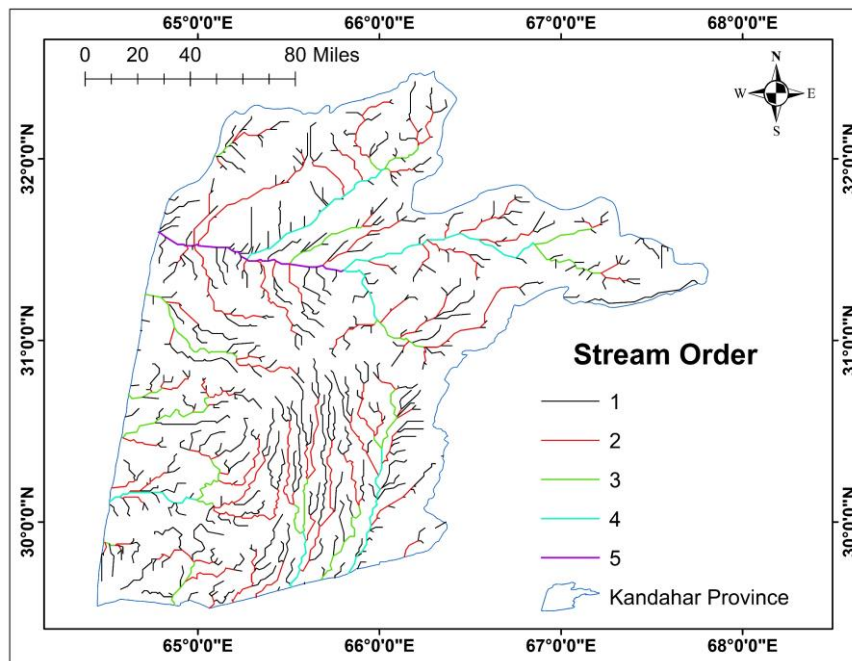 65°0'0"E 66°0'0"E 67°0'0"E 68°0'0"E
0 20 40 80 Miles
N
W E
S
32°0'0"N 32°0'0"N
31°0'0"N 31°0'0"N
Stream Order
1
2
3
4
5
30°0'0"N 30°0'0"N
Kandahar Province
65°0'0"E 66°0'0"E 67°0'0"E 68°0'0"E